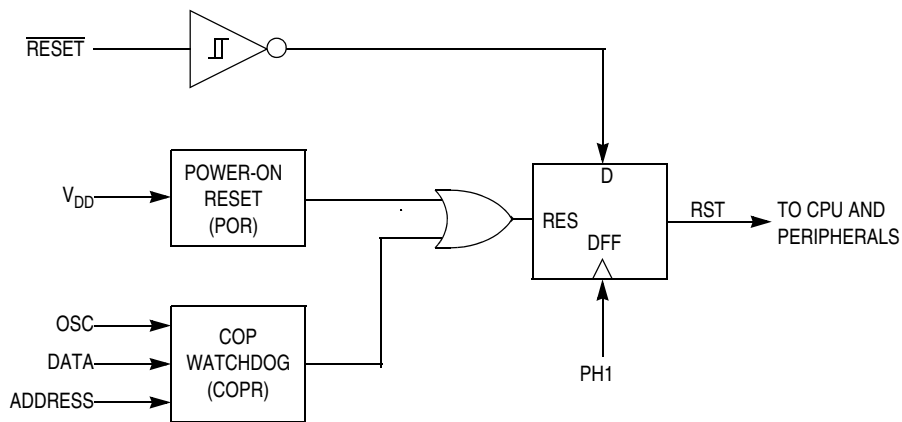 RESET
POWER-ON
RESET
(POR)
V_DD
D
RES
DFF
RST
TO CPU AND
PERIPHERALS
OSC
DATA
ADDRESS
COP
WATCHDOG
(COPR)
PH1